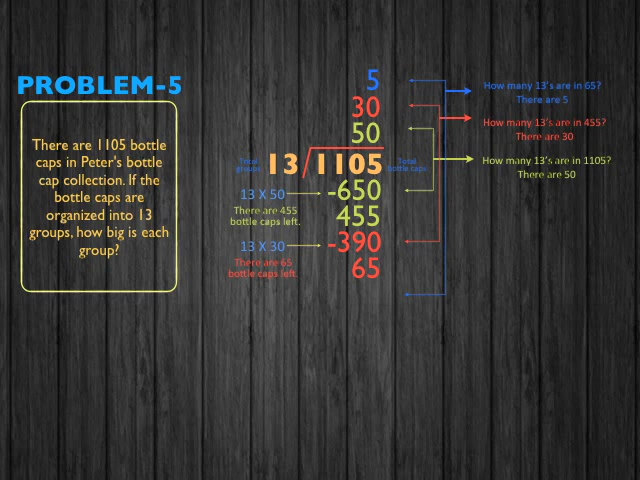 PROBLEM-5
There are 1105 bottle
caps in Peter's bottle
cap collection. If the
bottle caps are
organized into 13
groups, how big is each
group?
5
30
50
Total
groups
13
1105
Total
bottle caps
13 X 50
-650
There are 455
bottle caps left.
455
13 X 30
-390
There are 65
bottle caps left.
65
How many 13's are in 65?
There are 5
How many 13's are in 455?
There are 30
How many 13's are in 1105?
There are 50